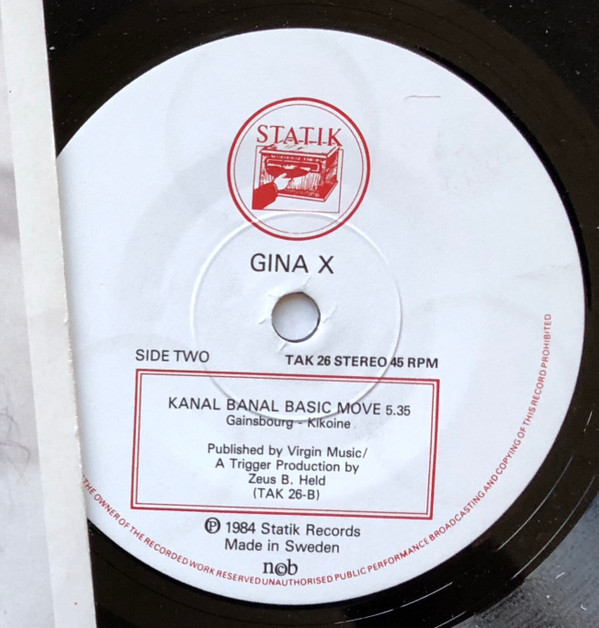 STATIK
GINA X
SIDE TWO
TAK 26 STEREO 45 RPM
KANAL BANAL BASIC MOVE 5.35
Gainsbourg - Kikoine
Published by Virgin Music/
A Trigger Production by
Zeus B. Held
(TAK 26-B)
Ⓟ 1984 Statik Records
Made in Sweden
ncb
THE OWNER OF THE RECORDED WORK RESERVED UNAUTHORISED PUBLIC PERFORMANCE BROADCASTING AND COPYING OF THIS RECORD PROHIBITED